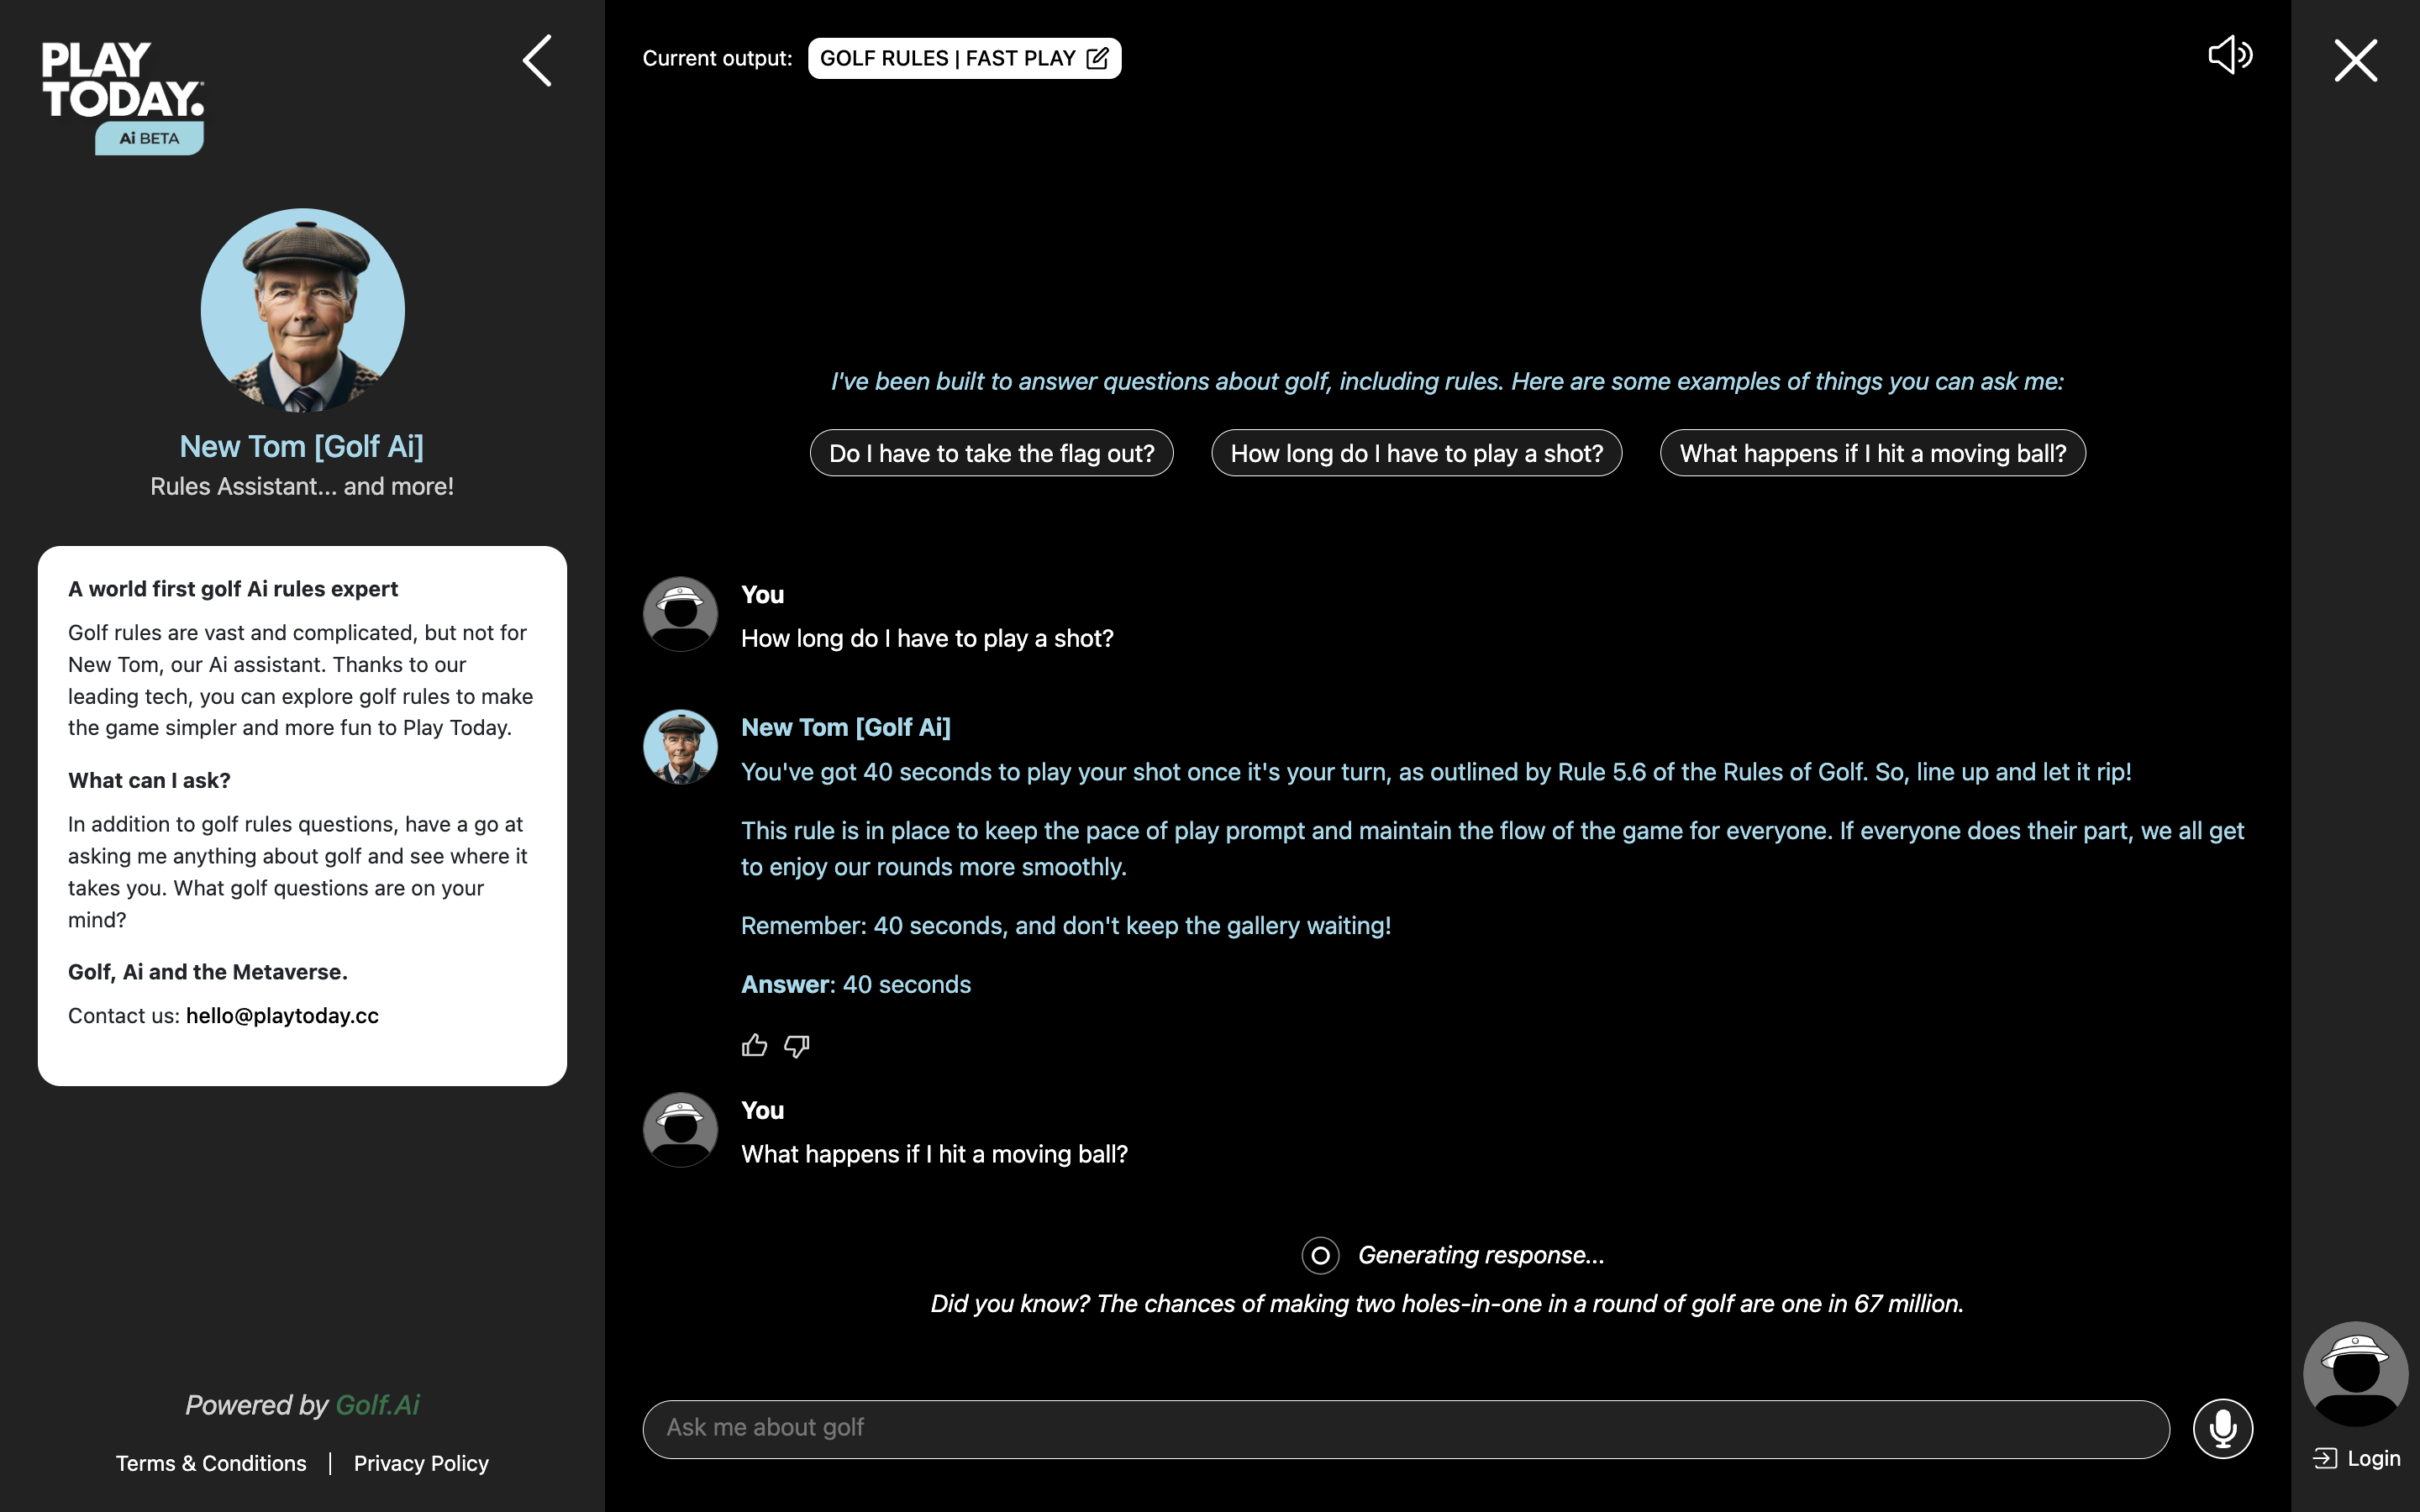 PLAY
TODAY.
Ai BETA
New Tom [Golf Ai]
Rules Assistant... and more!
A world first golf Ai rules expert
Golf rules are vast and complicated, but not for
New Tom, our Ai assistant. Thanks to our
leading tech, you can explore golf rules to make
the game simpler and more fun to Play Today.
What can I ask?
In addition to golf rules questions, have a go at
asking me anything about golf and see where it
takes you. What golf questions are on your
mind?
Golf, Ai and the Metaverse.
Contact us: hello@playtoday.cc
Powered by Golf.Ai
Terms & Conditions | Privacy Policy
Current output: GOLF RULES | FAST PLAY
I've been built to answer questions about golf, including rules. Here are some examples of things you can ask me:
Do I have to take the flag out?
How long do I have to play a shot?
What happens if I hit a moving ball?
You
How long do I have to play a shot?
New Tom [Golf Ai]
You've got 40 seconds to play your shot once it's your turn, as outlined by Rule 5.6 of the Rules of Golf. So, line up and let it rip!
This rule is in place to keep the pace of play prompt and maintain the flow of the game for everyone. If everyone does their part, we all get
to enjoy our rounds more smoothly.
Remember: 40 seconds, and don't keep the gallery waiting!
Answer: 40 seconds
You
What happens if I hit a moving ball?
Generating response...
Did you know? The chances of making two holes-in-one in a round of golf are one in 67 million.
Ask me about golf
Login